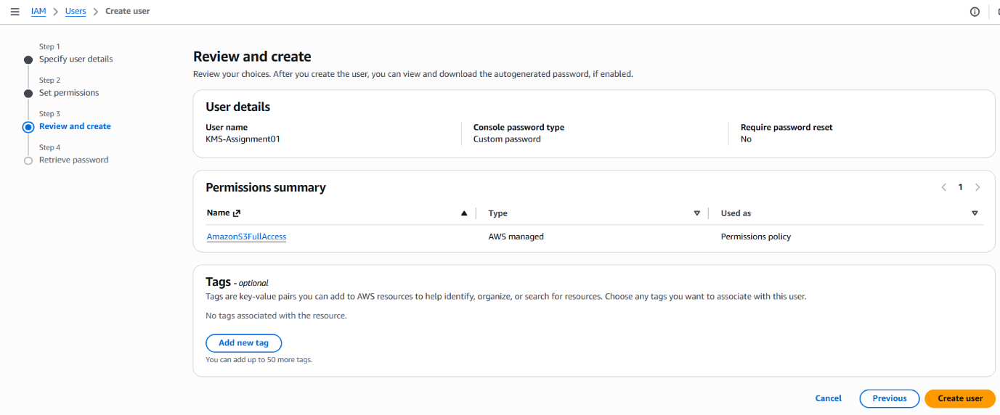 IAM > Users > Create user
Step 1
Specify user details
Step 2
Set permissions
Step 3
Review and create
Step 4
Retrieve password
Review and create
Review your choices. After you create the user, you can view and download the autogenerated password, if enabled.
User details
User name
KMS-Assignment01
Console password type
Custom password
Require password reset
No
Permissions summary
1
Name Type Used as
AmazonS3FullAccess AWS managed Permissions policy
Tags - optional
Tags are key-value pairs you can add to AWS resources to help identify, organize, or search for resources. Choose any tags you want to associate with this user.
No tags associated with the resource.
Add new tag
You can add up to 50 more tags.
Cancel Previous Create user